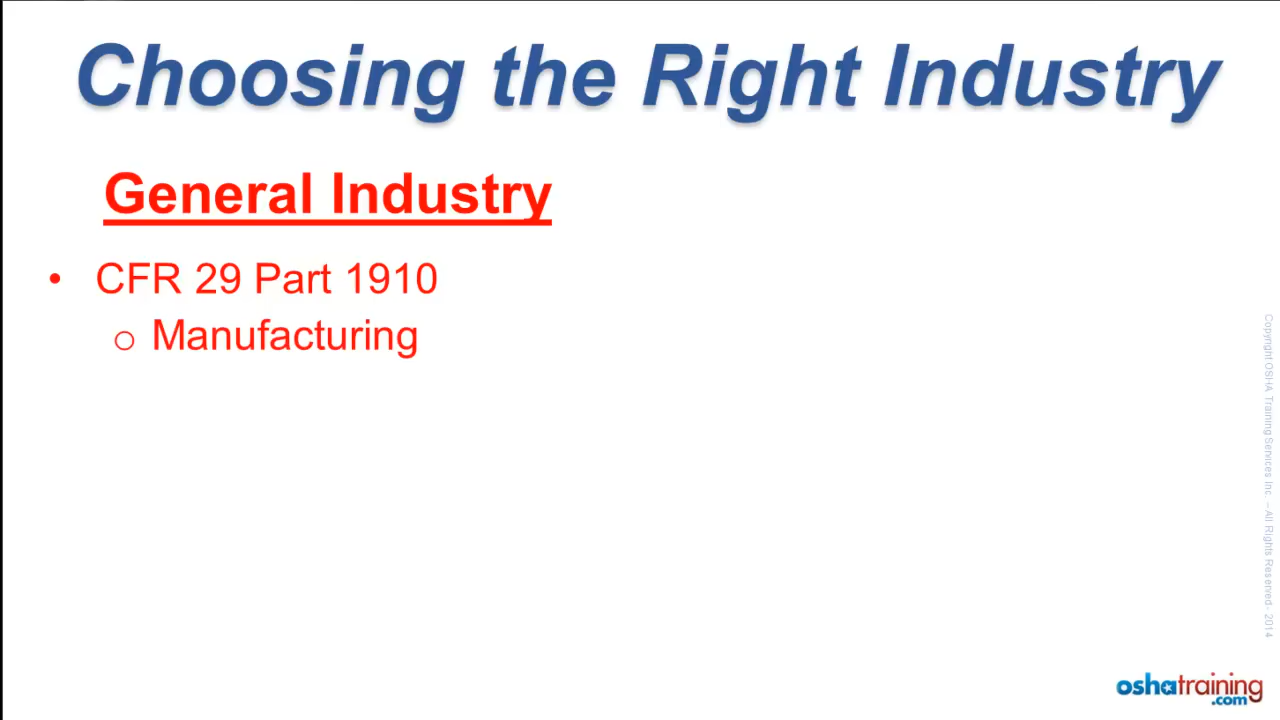 Choosing the Right Industry
General Industry
• CFR 29 Part 1910
o Manufacturing
Copyright OSHA Training Services Inc. – All Rights Reserved - 2014
oshatraining
.com